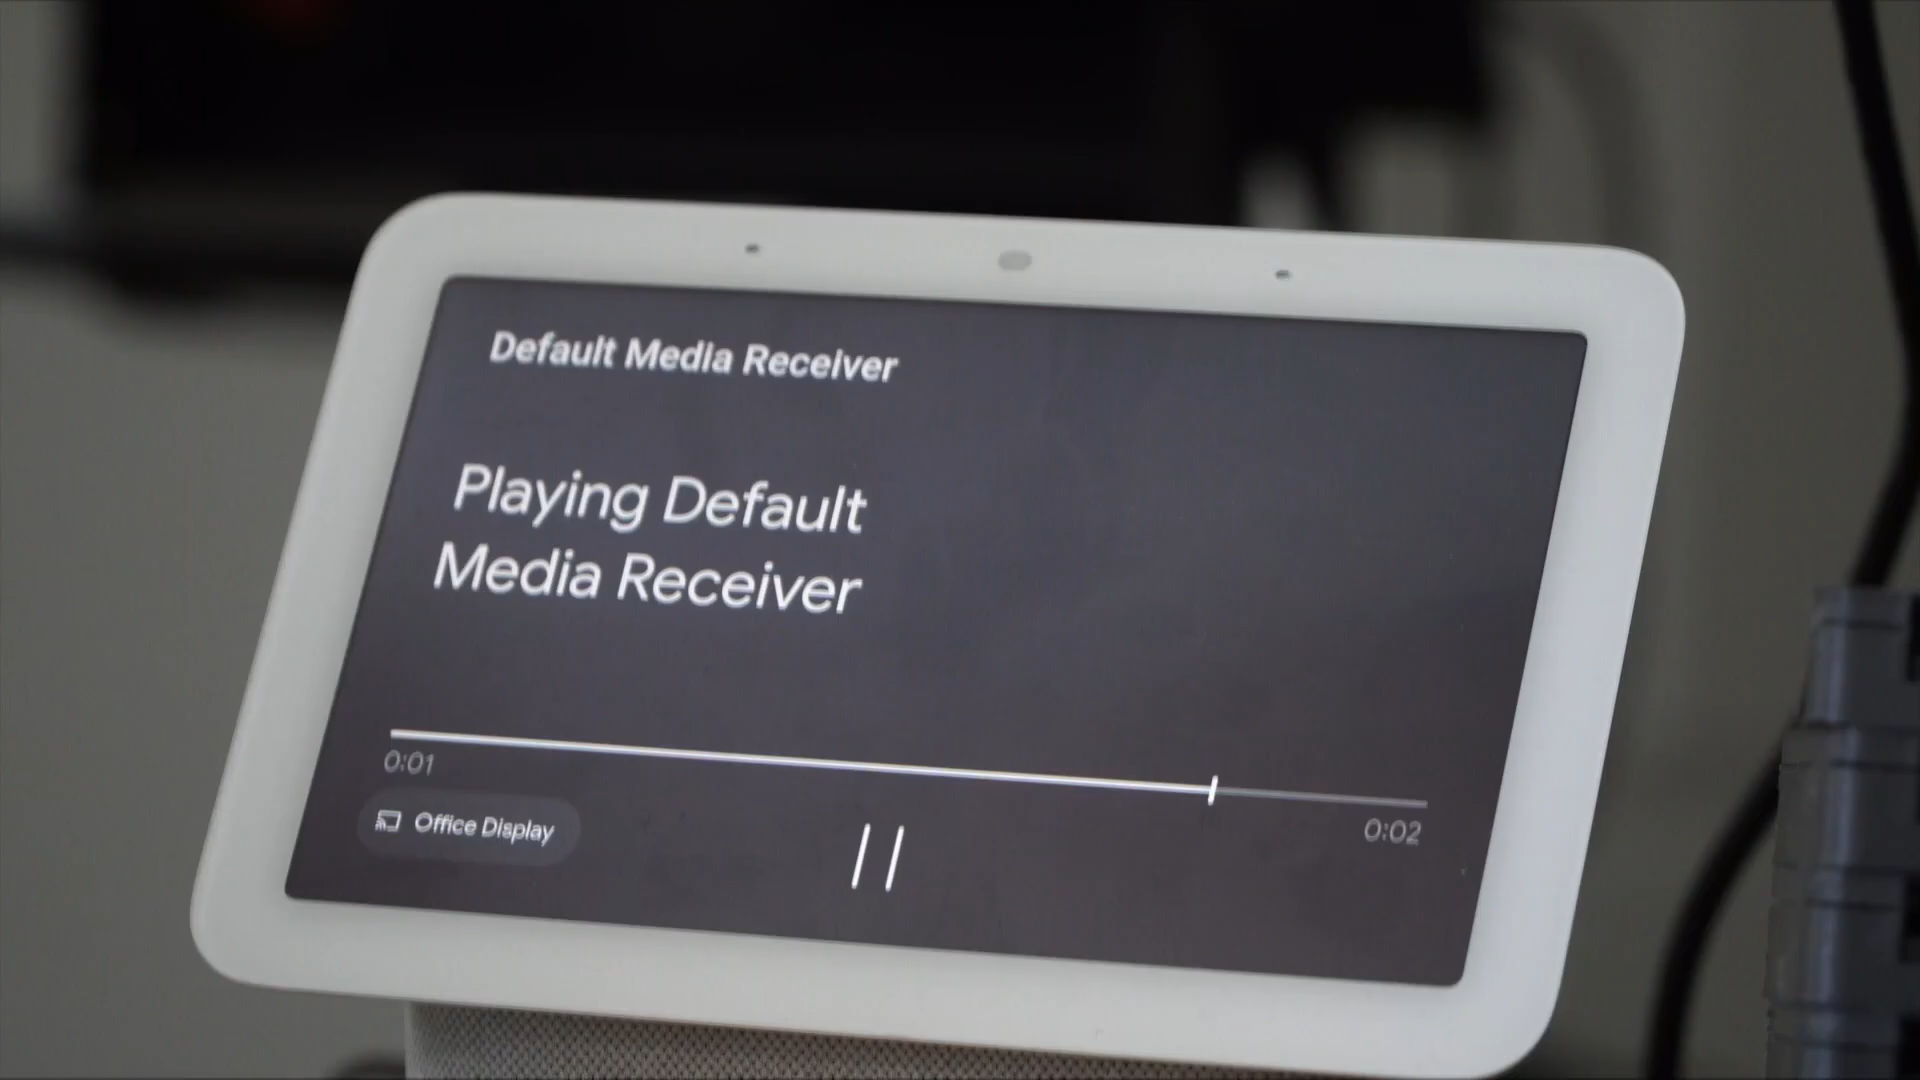 Default Media Receiver
Playing Default
Media Receiver
0:01
0:02
Office Display